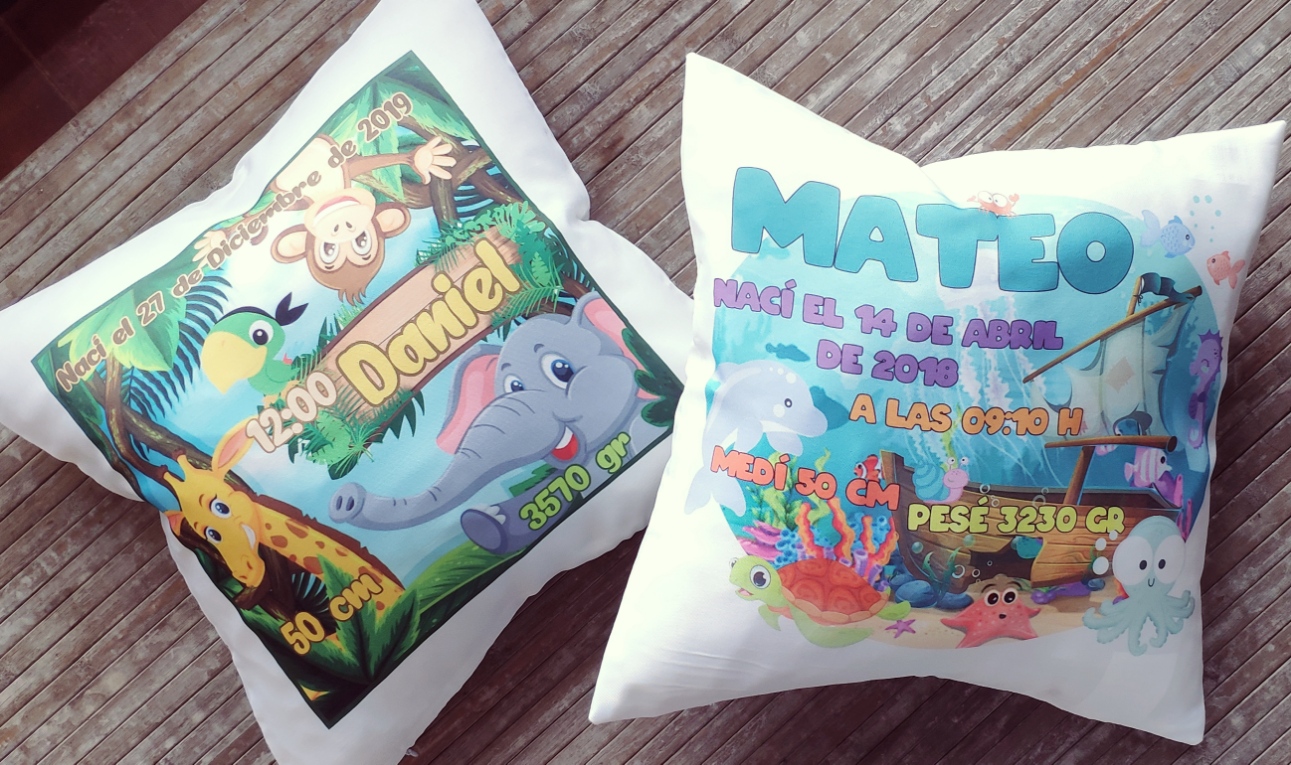 Nací el 27 de Diciembre de 2019
Daniel
12:00
3570 gr
50 cm
MATEO
NACÍ EL 14 DE ABRIL
DE 2018
A LAS 09:10 H
MEDÍ 50 CM
PESÉ 3230 GR